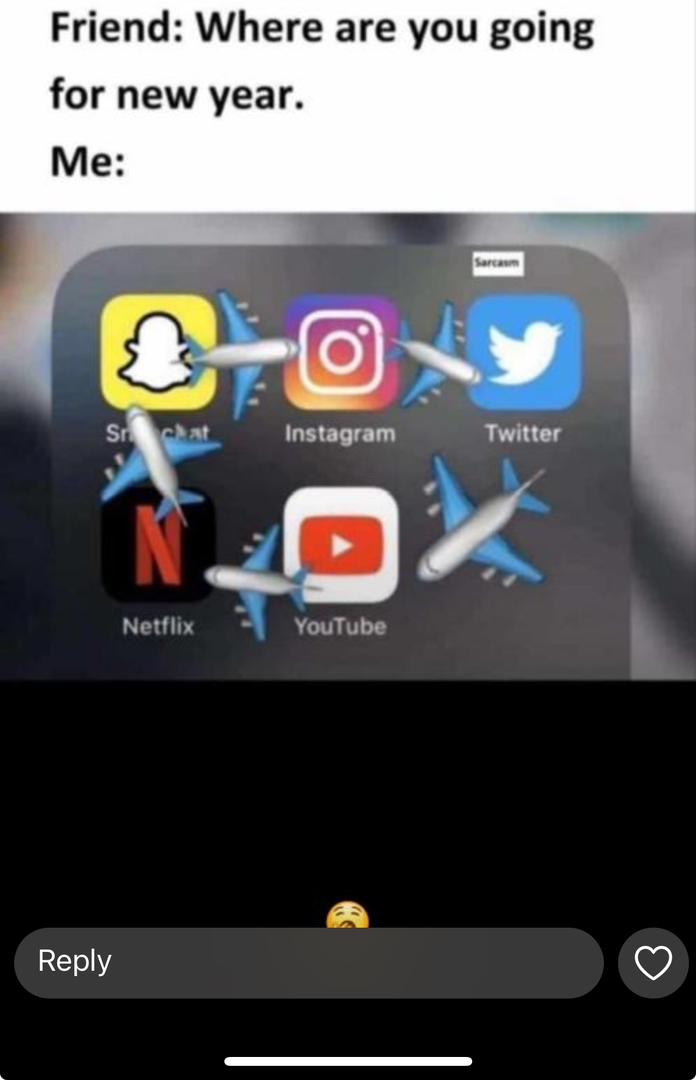 Friend: Where are you going
for new year.
Me:
Sarcasm
Instagram
Twitter
N
Netflix
YouTube
Reply